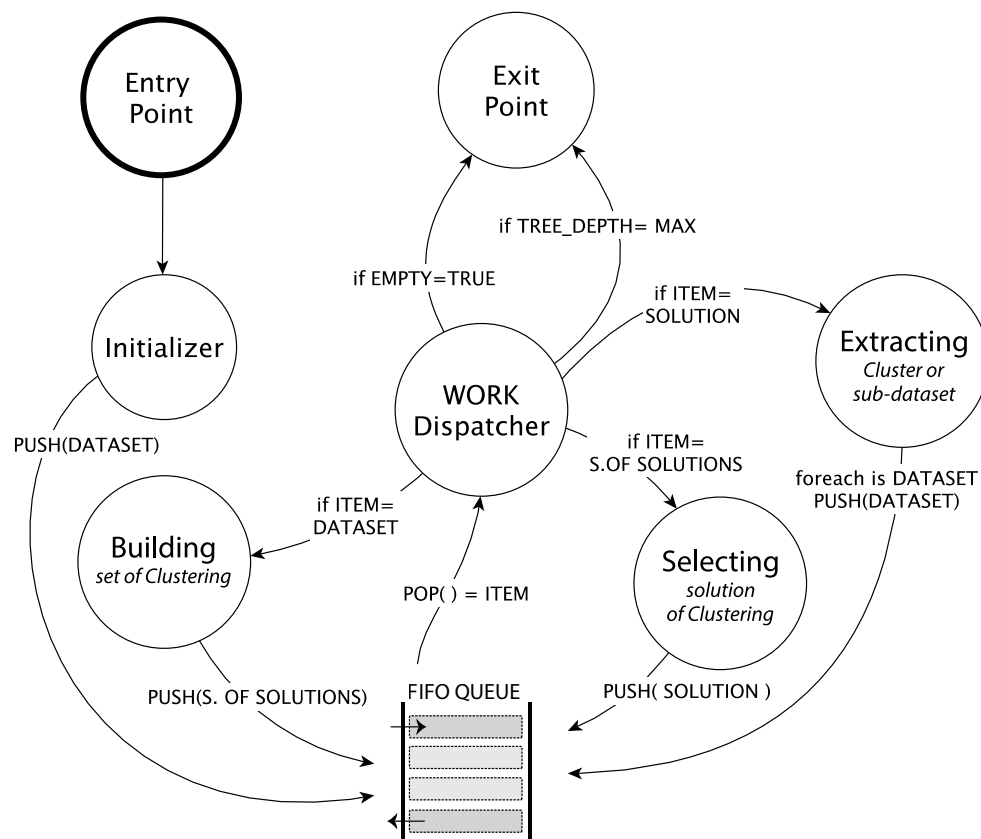 Entry
Point
Exit
Point
if TREE_DEPTH= MAX
if EMPTY=TRUE
if ITEM=
SOLUTION
Initializer
Extracting
Cluster or
sub-dataset
WORK
Dispatcher
PUSH(DATASET)
if ITEM=
S.OF SOLUTIONS
foreach is DATASET
PUSH(DATASET)
if ITEM=
DATASET
Building
set of Clustering
Selecting
solution
of Clustering
POP( ) = ITEM
PUSH(S. OF SOLUTIONS)
FIFO QUEUE
PUSH( SOLUTION )